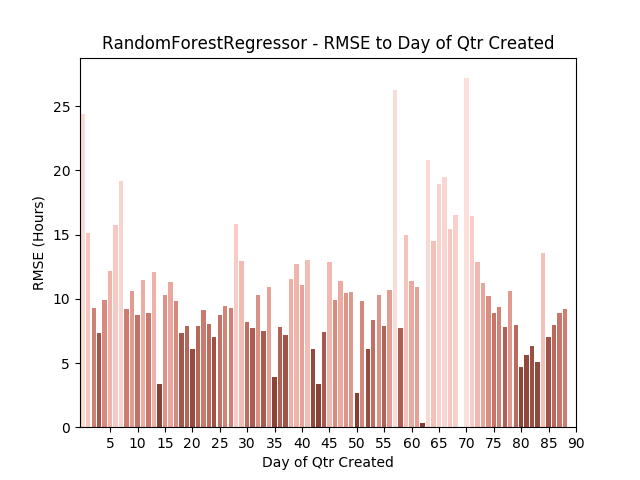 RandomForestRegressor - RMSE to Day of Qtr Created
25
20
15
10
5
0
RMSE (Hours)
5 10 15 20 25 30 35 40 45 50 55 60 65 70 75 80 85 90
Day of Qtr Created